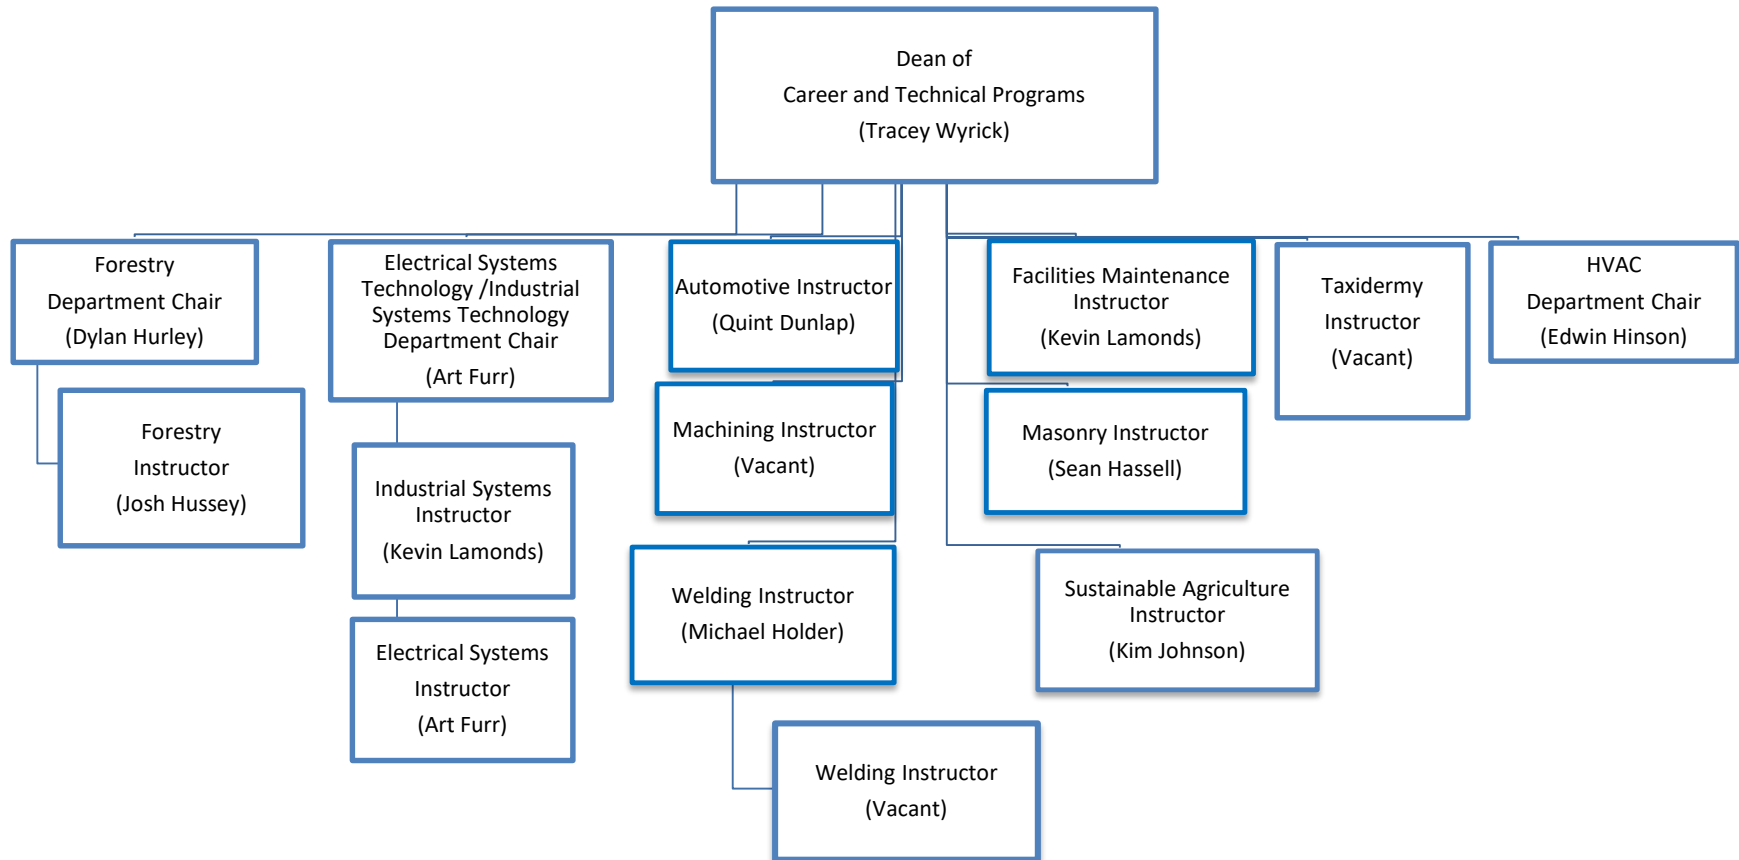 Dean of
Career and Technical Programs
(Tracey Wyrick)
Forestry
Department Chair
(Dylan Hurley)
Electrical Systems
Technology /Industrial
Systems Technology
Department Chair
(Art Furr)
Automotive Instructor
(Quint Dunlap)
Facilities Maintenance
Instructor
(Kevin Lamonds)
Taxidermy
Instructor
(Vacant)
HVAC
Department Chair
(Edwin Hinson)
Forestry
Instructor
(Josh Hussey)
Industrial Systems
Instructor
(Kevin Lamonds)
Machining Instructor
(Vacant)
Masonry Instructor
(Sean Hassell)
Electrical Systems
Instructor
(Art Furr)
Welding Instructor
(Michael Holder)
Sustainable Agriculture
Instructor
(Kim Johnson)
Welding Instructor
(Vacant)